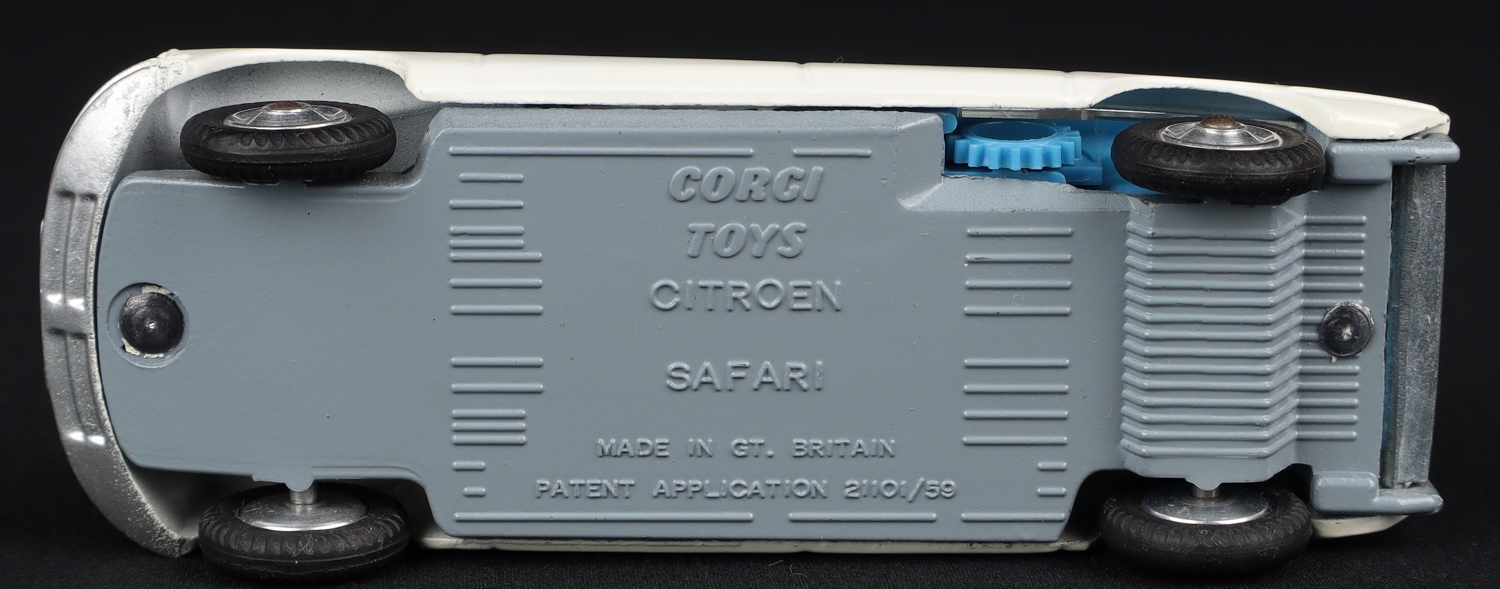 CORGI
TOYS
CITROEN
SAFARI
MADE IN GT. BRITAIN
PATENT APPLICATION 21101/59